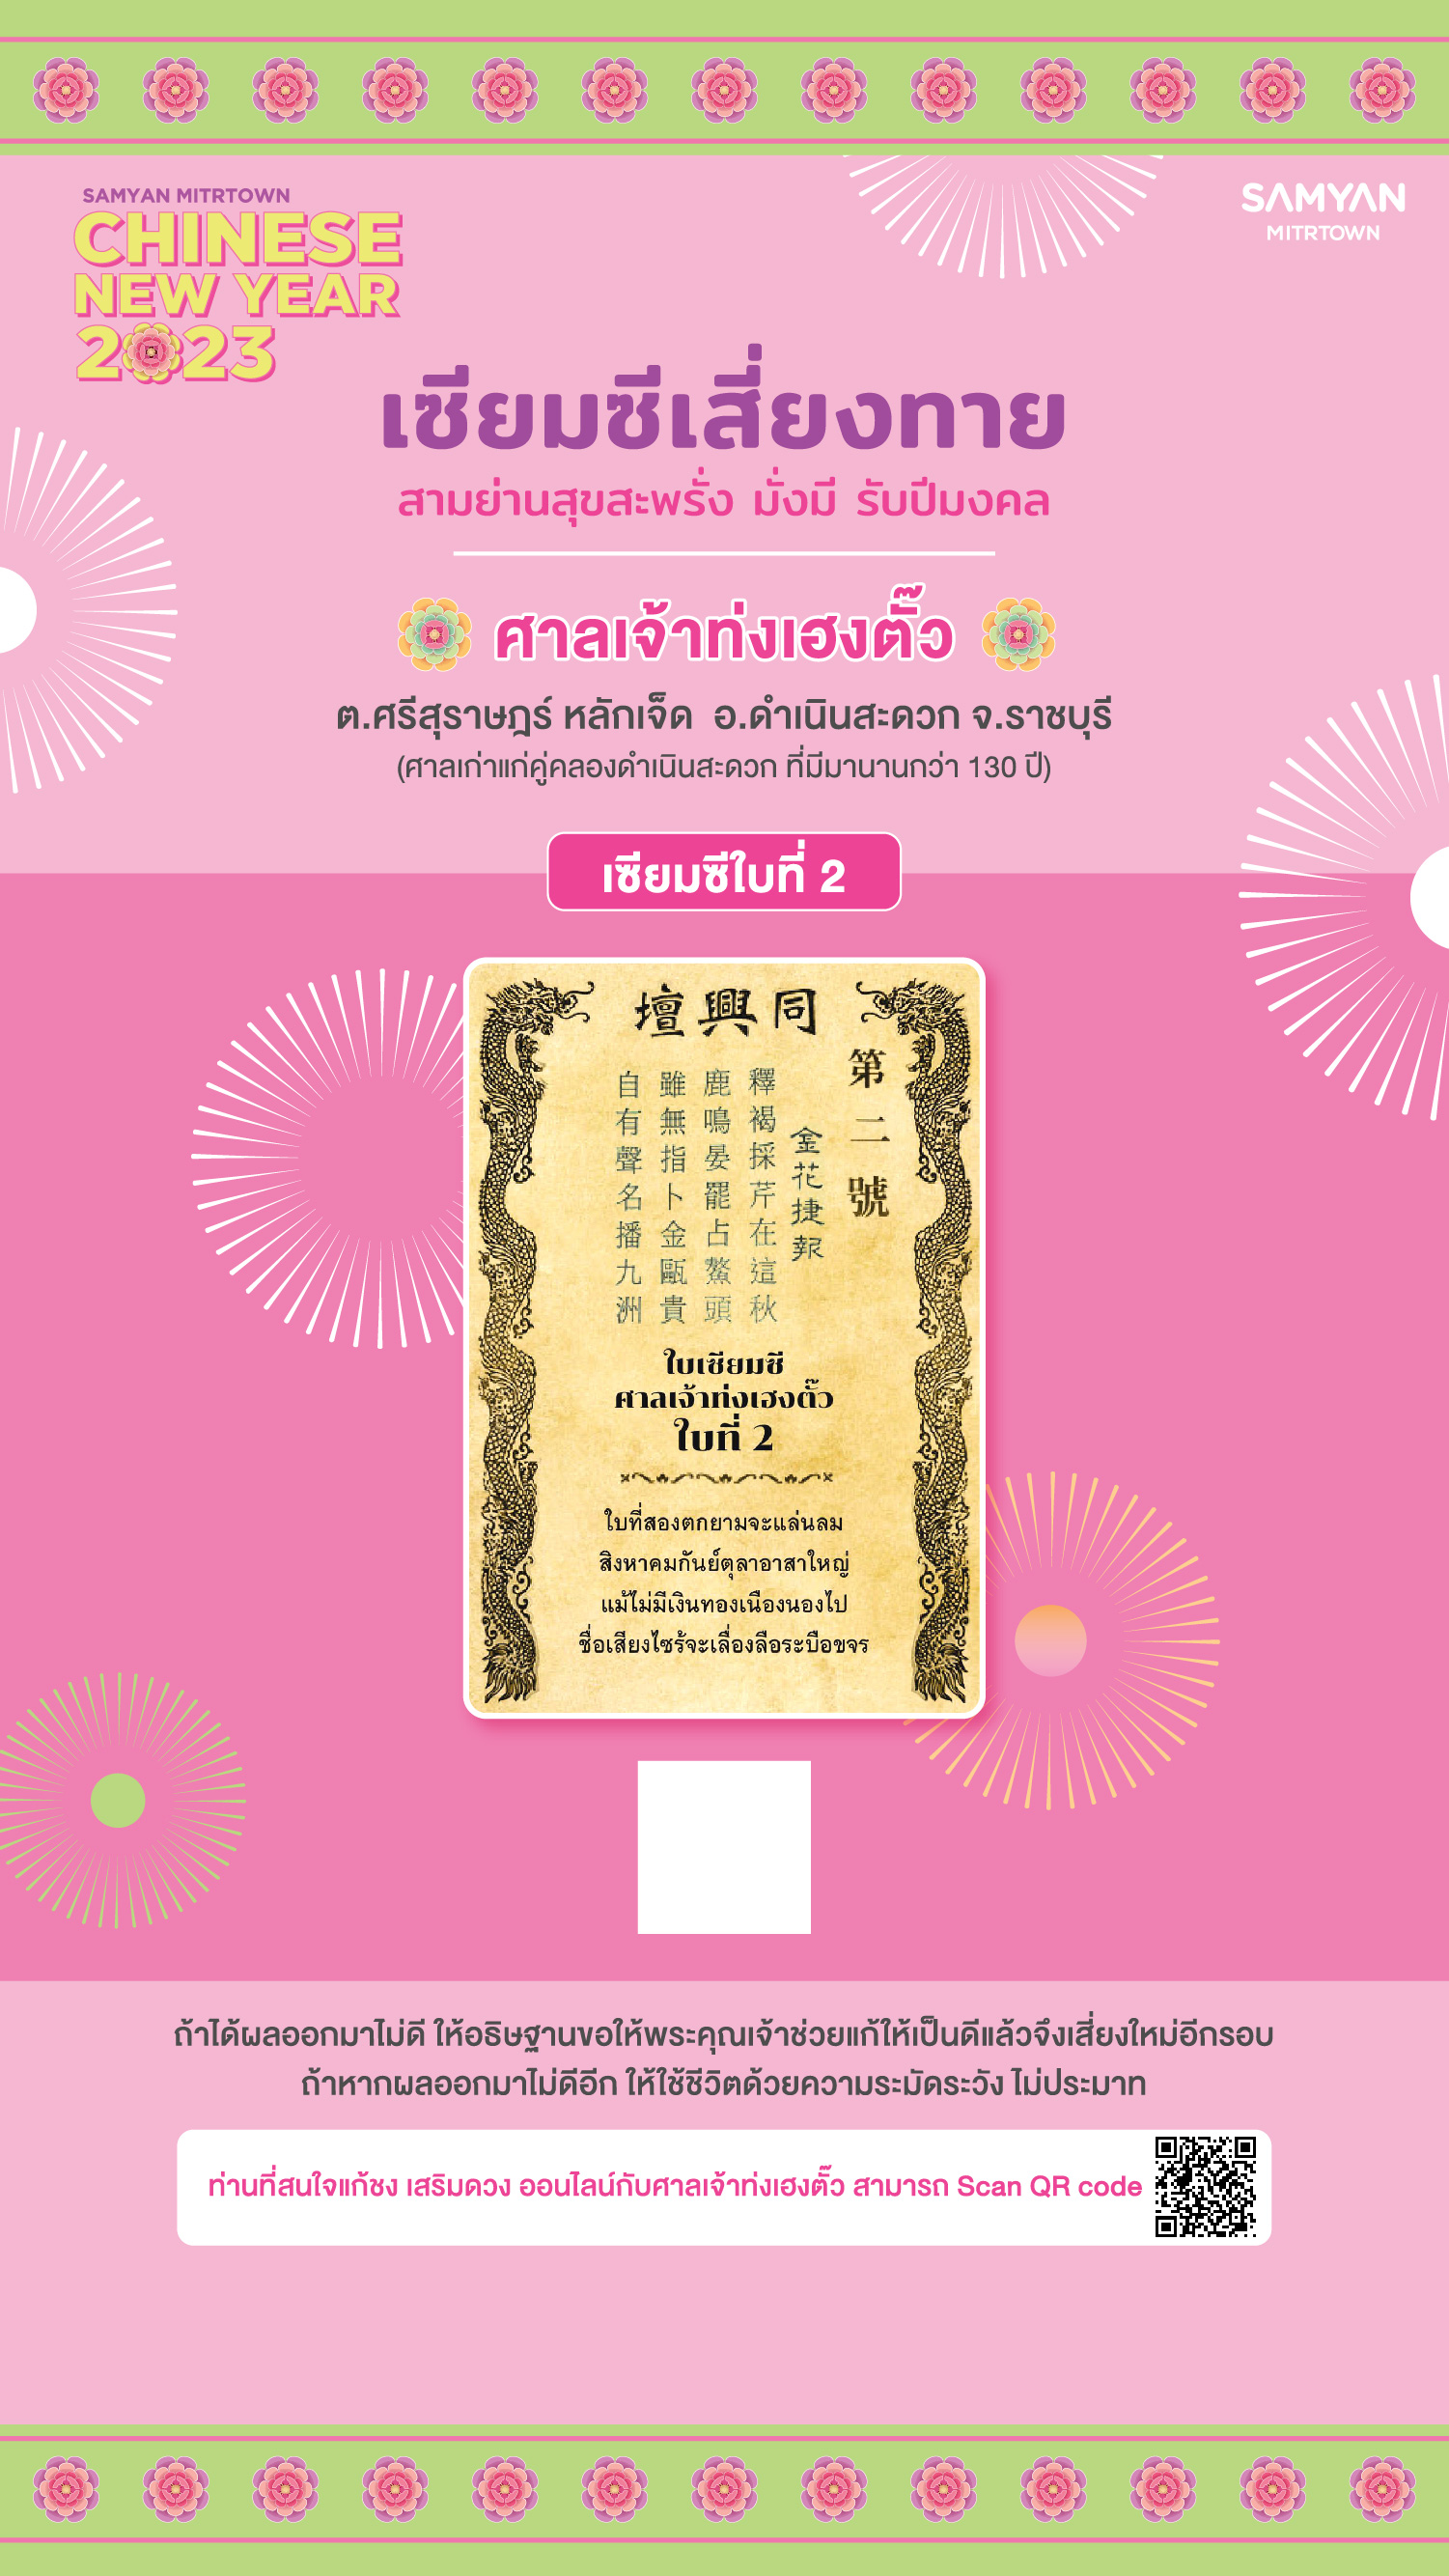 SAMYAN MITRTOWN
CHINESE
NEW YEAR
2023
SAMYAN
MITRTOWN
เซียมซีเสี่ยงทาย
สามย่านสุขสะพรั่ง มั่งมี รับปีมงคล
ศาลเจ้าท่งเฮงตั๊ว
ต.ศรีสุราษฎร์ หลักเจ็ด อ.ดำเนินสะดวก จ.ราชบุรี
(ศาลเก่าแก่คู่คลองดำเนินสะดวก ที่มีมานานกว่า 130 ปี)
เซียมซีใบที่ 2
壇興同
第二號
金花捷報
釋褐採芹在這秋
鹿鳴晏罷占鰲頭
雖無指卜金甌貴
自有聲名播九洲
ใบเซียมซี
ศาลเจ้าท่งเฮงตั๊ว
ใบที่ 2
ใบที่สองตกยามจะแล่นลม
สิงหาคมกันย์ตุลาอาสาใหญ่
แม้ไม่มีเงินทองเนืองนองไป
ชื่อเสียงไซร้จะเลื่องลือระบือขจร
ถ้าได้ผลออกมาไม่ดี ให้อธิษฐานขอให้พระคุณเจ้าช่วยแก้ให้เป็นดีแล้วจึงเสี่ยงใหม่อีกรอบ
ถ้าหากผลออกมาไม่ดีอีก ให้ใช้ชีวิตด้วยความระมัดระวัง ไม่ประมาท
ท่านที่สนใจแก้ชง เสริมดวง ออนไลน์กับศาลเจ้าท่งเฮงตั๊ว สามารถ Scan QR code